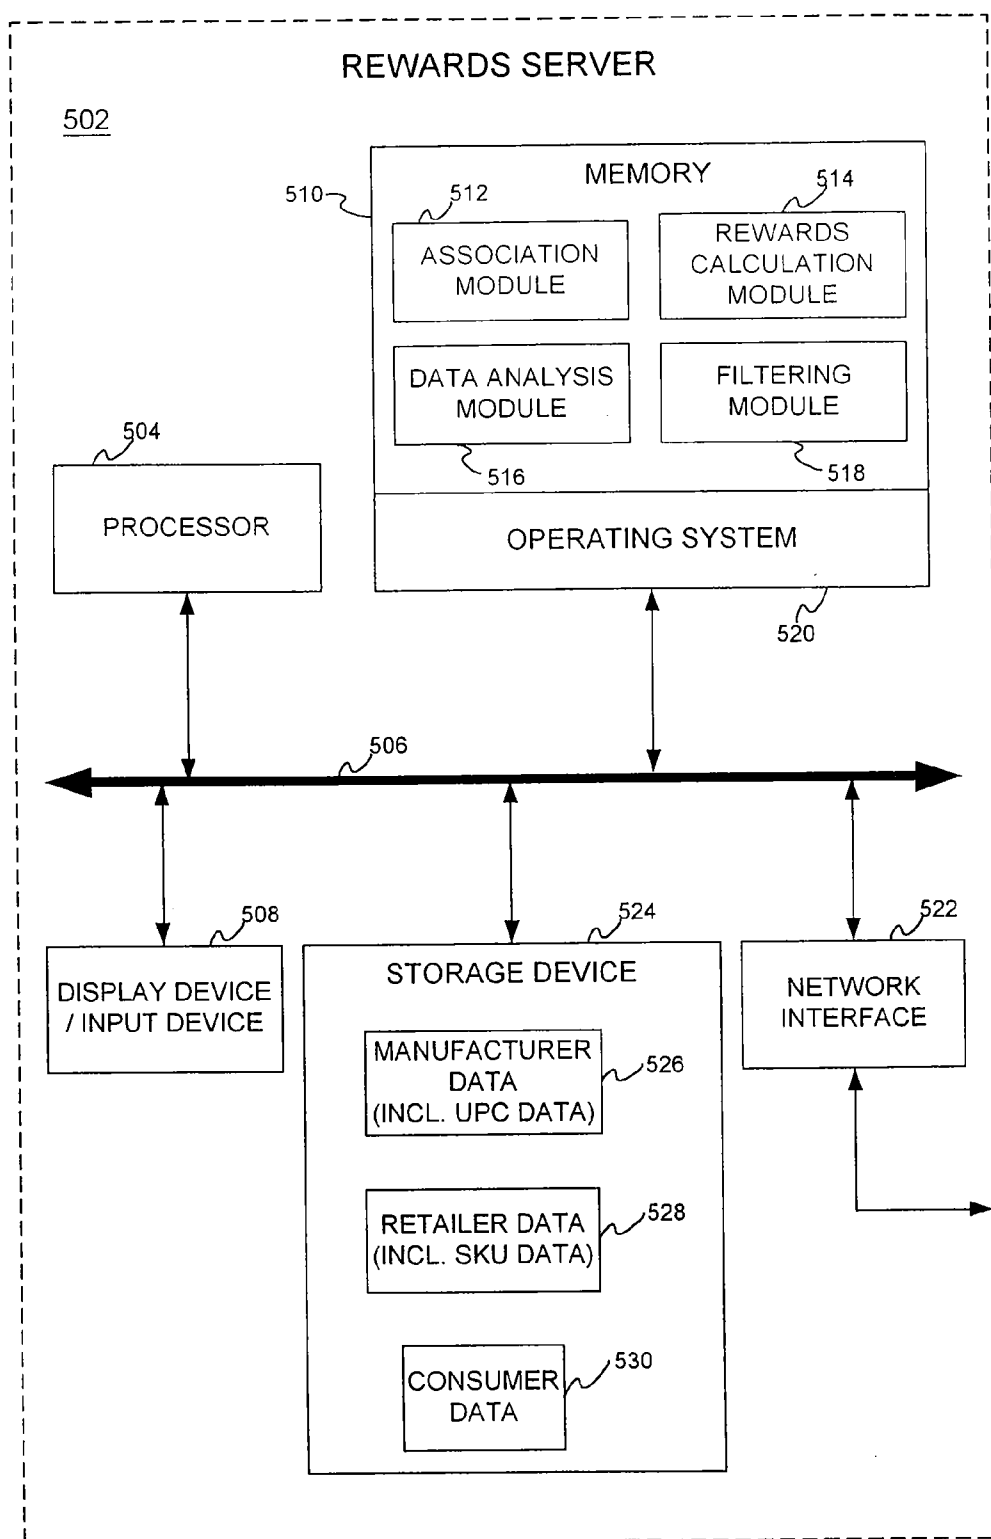 REWARDS SERVER
502
MEMORY
510
512
514
ASSOCIATION
MODULE
REWARDS
CALCULATION
MODULE
DATA ANALYSIS
MODULE
FILTERING
MODULE
516
518
504
PROCESSOR
OPERATING SYSTEM
520
506
508
524
522
DISPLAY DEVICE
/ INPUT DEVICE
STORAGE DEVICE
NETWORK
INTERFACE
MANUFACTURER
DATA
(INCL. UPC DATA)
526
RETAILER DATA
(INCL. SKU DATA)
528
CONSUMER
DATA
530